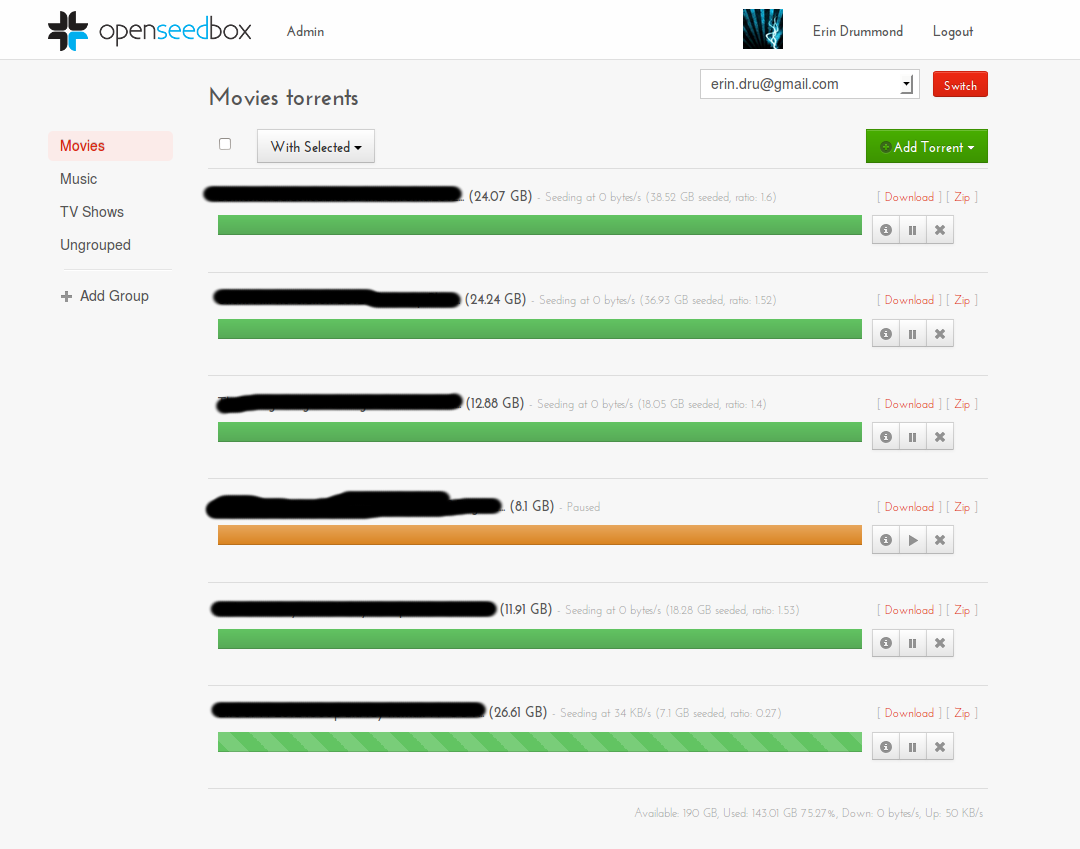 openseedbox Admin Erin Drummond Logout
Movies torrents erin.dru@gmail.com Switch
Movies With Selected Add Torrent
Music
(24.07 GB) - Seeding at 0 bytes/s (38.52 GB seeded, ratio: 1.6) [ Download ] [ Zip ]
TV Shows
Ungrouped
Add Group
(24.24 GB) - Seeding at 0 bytes/s (36.93 GB seeded, ratio: 1.52) [ Download ] [ Zip ]
(12.88 GB) - Seeding at 0 bytes/s (18.05 GB seeded, ratio: 1.4) [ Download ] [ Zip ]
(8.1 GB) - Paused [ Download ] [ Zip ]
(11.91 GB) - Seeding at 0 bytes/s (18.28 GB seeded, ratio: 1.53) [ Download ] [ Zip ]
(26.61 GB) - Seeding at 34 KB/s (7.1 GB seeded, ratio: 0.27) [ Download ] [ Zip ]
Available: 190 GB, Used: 143.01 GB 75.27%, Down: 0 bytes/s, Up: 50 KB/s